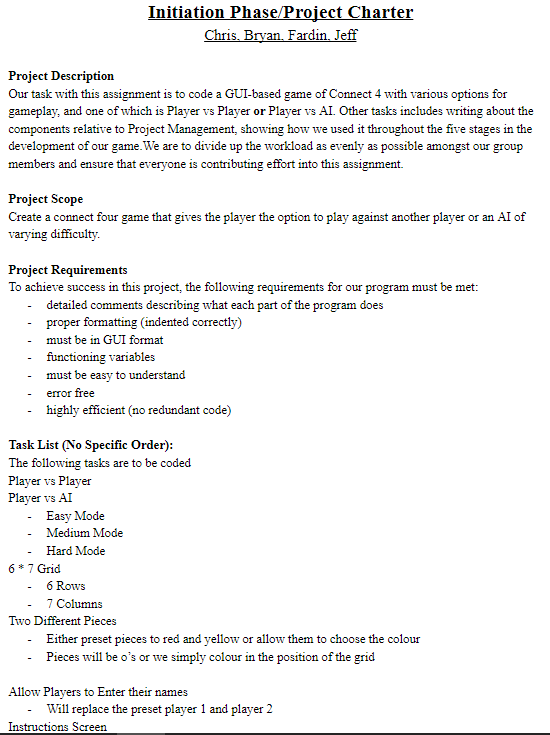 Initiation Phase/Project Charter
Chris, Bryan, Fardin, Jeff
Project Description
Our task with this assignment is to code a GUI-based game of Connect 4 with various options for
gameplay, and one of which is Player vs Player or Player vs AI. Other tasks includes writing about the
components relative to Project Management, showing how we used it throughout the five stages in the
development of our game.We are to divide up the workload as evenly as possible amongst our group
members and ensure that everyone is contributing effort into this assignment.
Project Scope
Create a connect four game that gives the player the option to play against another player or an AI of
varying difficulty.
Project Requirements
To achieve success in this project, the following requirements for our program must be met:
- detailed comments describing what each part of the program does
- proper formatting (indented correctly)
- must be in GUI format
- functioning variables
- must be easy to understand
- error free
- highly efficient (no redundant code)
Task List (No Specific Order):
The following tasks are to be coded
Player vs Player
Player vs AI
- Easy Mode
- Medium Mode
- Hard Mode
6 * 7 Grid
- 6 Rows
- 7 Columns
Two Different Pieces
- Either preset pieces to red and yellow or allow them to choose the colour
- Pieces will be o’s or we simply colour in the position of the grid
Allow Players to Enter their names
- Will replace the preset player 1 and player 2
Instructions Screen